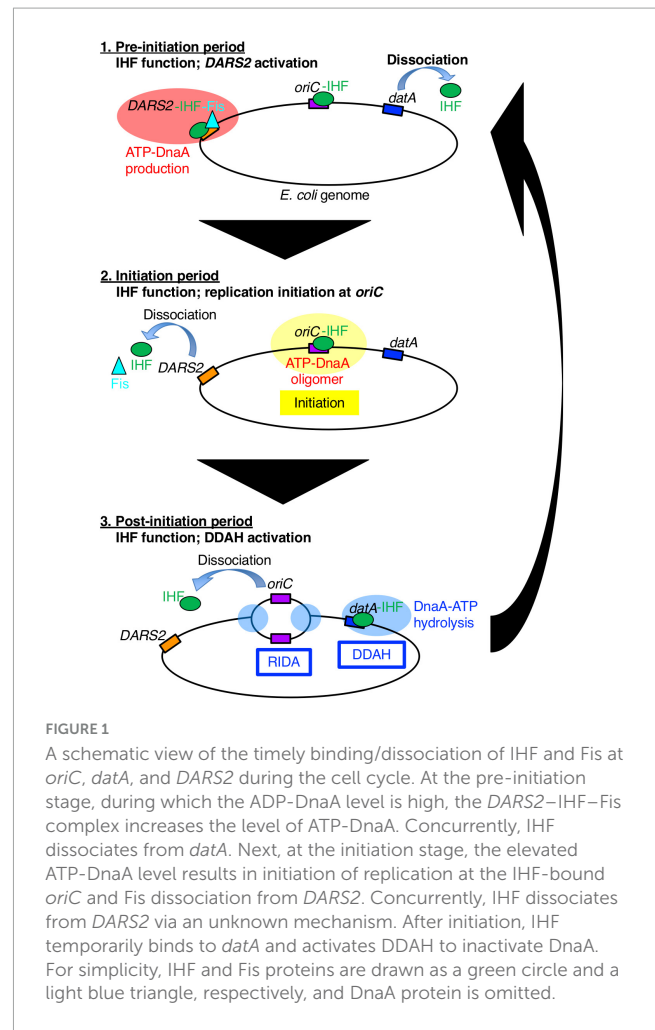 1. Pre-initiation period
IHF function; DARS2 activation
Dissociation
DARS2-IHF Fis
oriC-IHF
datA
IHF
ATP-DnaA
production
E. coli genome
2. Initiation period
IHF function; replication initiation at oriC
Dissociation
IHF
Fis
DARS2
oriC-IHF
datA
ATP-DnaA
oligomer
Initiation
3. Post-initiation period
IHF function; DDAH activation
Dissociation
IHF
oriC
DARS2
datA-IHF
DnaA-ATP
hydrolysis
RIDA
DDAH
FIGURE 1
A schematic view of the timely binding/dissociation of IHF and Fis at
oriC, datA, and DARS2 during the cell cycle. At the pre-initiation
stage, during which the ADP-DnaA level is high, the DARS2–IHF–Fis
complex increases the level of ATP-DnaA. Concurrently, IHF
dissociates from datA. Next, at the initiation stage, the elevated
ATP-DnaA level results in initiation of replication at the IHF-bound
oriC and Fis dissociation from DARS2. Concurrently, IHF dissociates
from DARS2 via an unknown mechanism. After initiation, IHF
temporarily binds to datA and activates DDAH to inactivate DnaA.
For simplicity, IHF and Fis proteins are drawn as a green circle and a
light blue triangle, respectively, and DnaA protein is omitted.